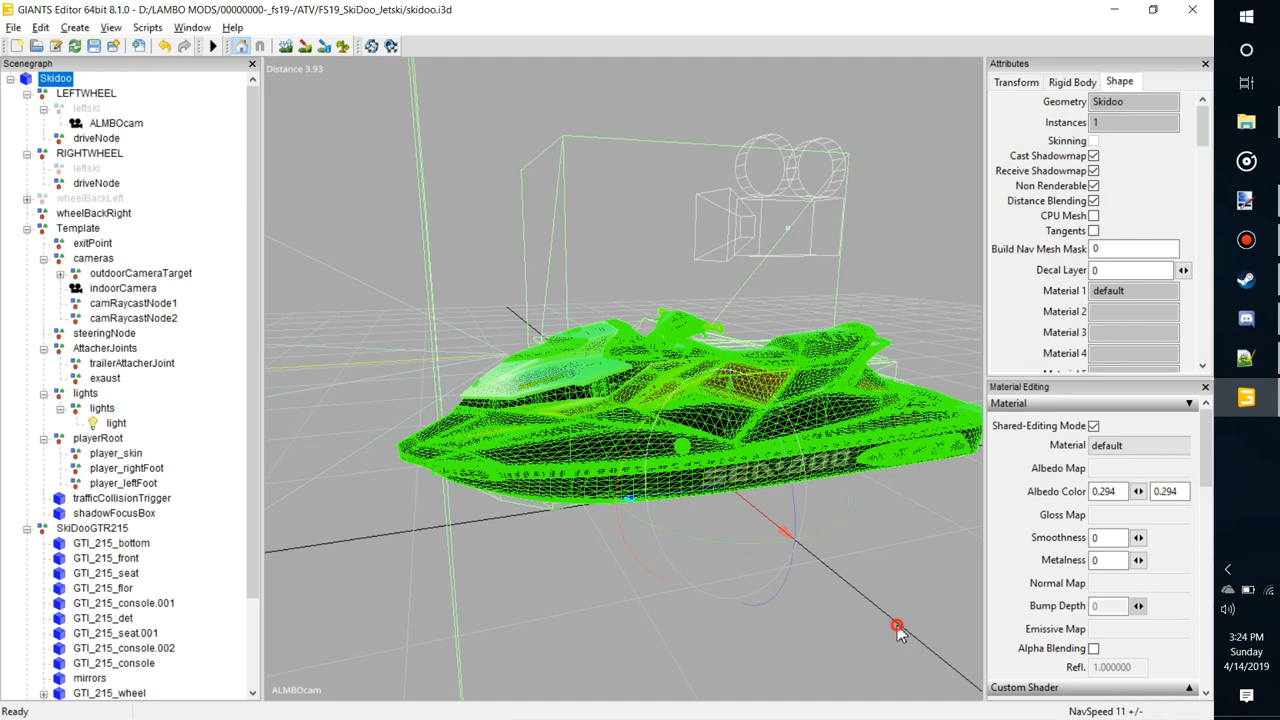 GIANTS Editor 64bit 8.1.0 - D:/LAMBO MODS/00000000-_fs19-/ATV/FS19_SkiDoo_Jetski/skidoo.i3d
File Edit Create View Scripts Window Help
Scenegraph
Skidoo
LEFTWHEEL
leftski
ALMBOcam
driveNode
RIGHTWHEEL
leftski
driveNode
wheelBackLeft
wheelBackRight
Template
exitPoint
cameras
outdoorCameraTarget
indoorCamera
camRaycastNode1
camRaycastNode2
steeringNode
AttacherJoints
trailerAttacherJoint
exaust
lights
lights
light
playerRoot
player_skin
player_rightFoot
player_leftFoot
trafficCollisionTrigger
shadowFocusBox
SkiDooGTR215
GTI_215_bottom
GTI_215_front
GTI_215_seat
GTI_215_flor
GTI_215_console.001
GTI_215_det
GTI_215_seat.001
GTI_215_console.002
GTI_215_console
mirrors
GTI_215_wheel
Ready
Distance 3.93
ALMBOcam
Attributes
Transform Rigid Body Shape
Geometry Skidoo
Instances 1
Skinning
Cast Shadowmap
Receive Shadowmap
Non Renderable
Distance Blending
CPU Mesh
Tangents
Build Nav Mesh Mask 0
Decal Layer 0
Material 1 default
Material 2
Material 3
Material 4
Material Editing
Material
Shared-Editing Mode
Material default
Albedo Map
Albedo Color 0.294 0.294
Gloss Map
Smoothness 0
Metalness 0
Normal Map
Bump Depth 0
Emissive Map
Alpha Blending
Refl. 1.000000
Custom Shader
NavSpeed 11 +/-
3:24 PM
Sunday
4/14/2019